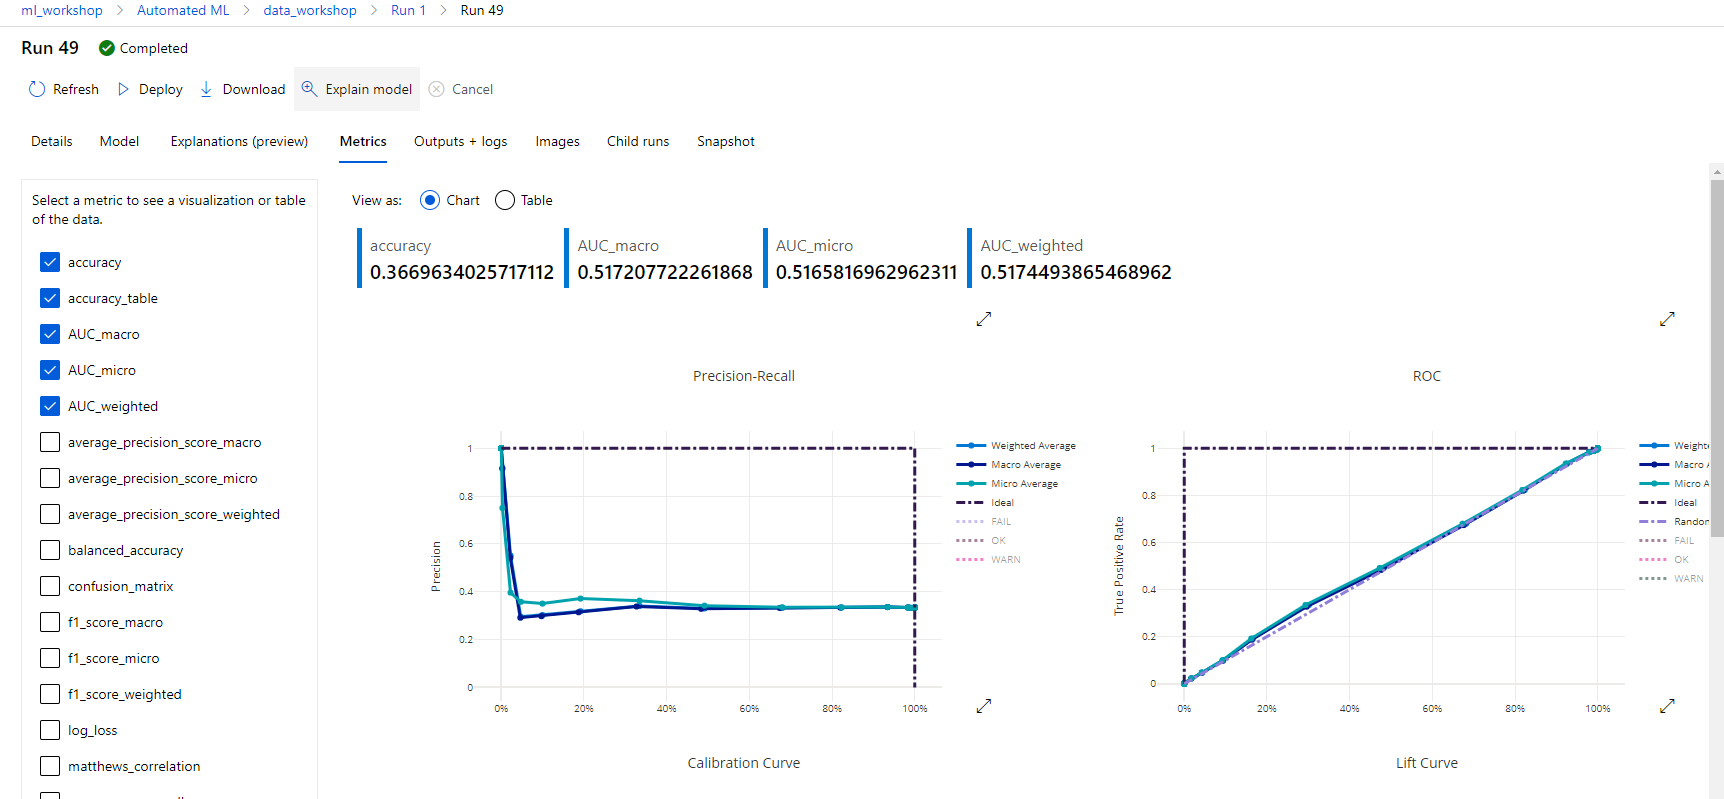 ml_workshop > Automated ML > data_workshop > Run 1 > Run 49
Run 49 Completed
Refresh Deploy Download Explain model Cancel
Details Model Explanations (preview) Metrics Outputs + logs Images Child runs Snapshot
Select a metric to see a visualization or table
of the data.
accuracy
accuracy_table
AUC_macro
AUC_micro
AUC_weighted
average_precision_score_macro
average_precision_score_micro
average_precision_score_weighted
balanced_accuracy
confusion_matrix
f1_score_macro
f1_score_micro
f1_score_weighted
log_loss
matthews_correlation
View as: Chart Table
accuracy
0.3669634025717112
AUC_macro
0.517207722261868
AUC_micro
0.5165816962962311
AUC_weighted
0.5174493865468962
Precision-Recall
Precision
1
0.8
0.6
0.4
0.2
0
0% 20% 40% 60% 80% 100%
Weighted Average
Macro Average
Micro Average
Ideal
FAIL
OK
WARN
ROC
True Positive Rate
1
0.8
0.6
0.4
0.2
0
0% 20% 40% 60% 80% 100%
Weight
Macro A
Micro A
Ideal
Random
FAIL
OK
WARN
Calibration Curve
Lift Curve